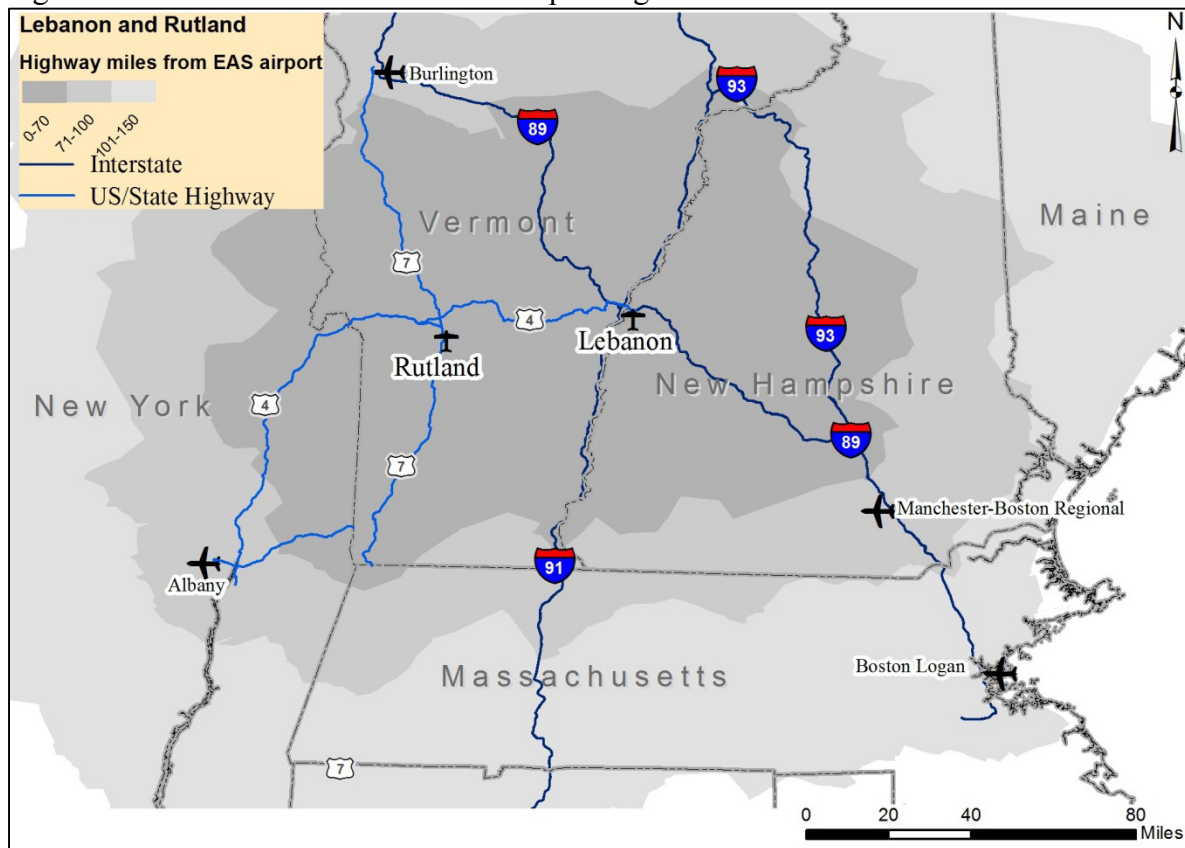 Lebanon and Rutland
Highway miles from EAS airport
0-70
71-100
101-150
Interstate
US/State Highway
N
Burlington
89
93
Vermont
Maine
7
4
Rutland
Lebanon
93
New York
4
New Hampshire
7
89
Manchester-Boston Regional
Albany
91
Boston Logan
Massachusetts
7
0 20 40 80
Miles